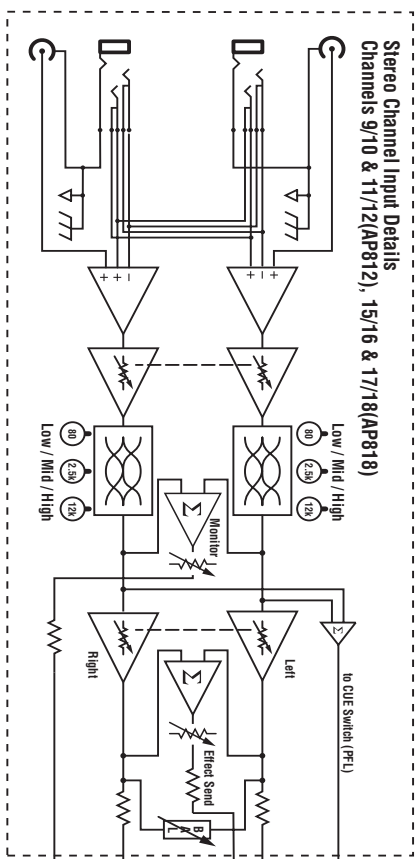 Stereo Channel Input Details
Channels 9/10 & 11/12(AP812), 15/16 & 17/18(AP818)
+
−
+
+
+
−
Low / Mid / High
80
2.5k
12k
80
2.5k
12k
Low / Mid / High
Σ
Monitor
Σ
to CUE Switch (PFL)
Left
Right
Σ
Effect Send
BAL